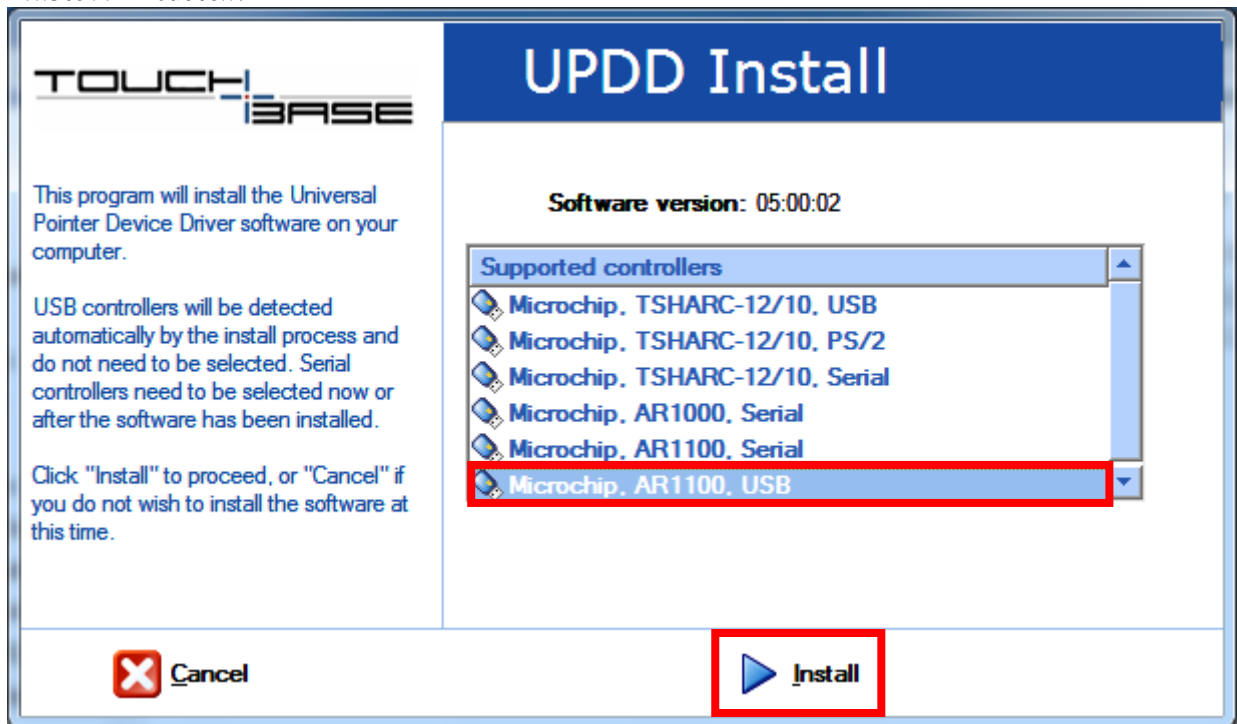 TOUCH
BASE
UPDD Install
This program will install the Universal
Pointer Device Driver software on your
computer.
USB controllers will be detected
automatically by the install process and
do not need to be selected. Serial
controllers need to be selected now or
after the software has been installed.
Click "Install" to proceed, or "Cancel" if
you do not wish to install the software at
this time.
Software version: 05:00:02
Supported controllers
Microchip, TSHARC-12/10, USB
Microchip, TSHARC-12/10, PS/2
Microchip, TSHARC-12/10, Serial
Microchip, AR1000, Serial
Microchip, AR1100, Serial
Microchip, AR1100, USB
Cancel
Install